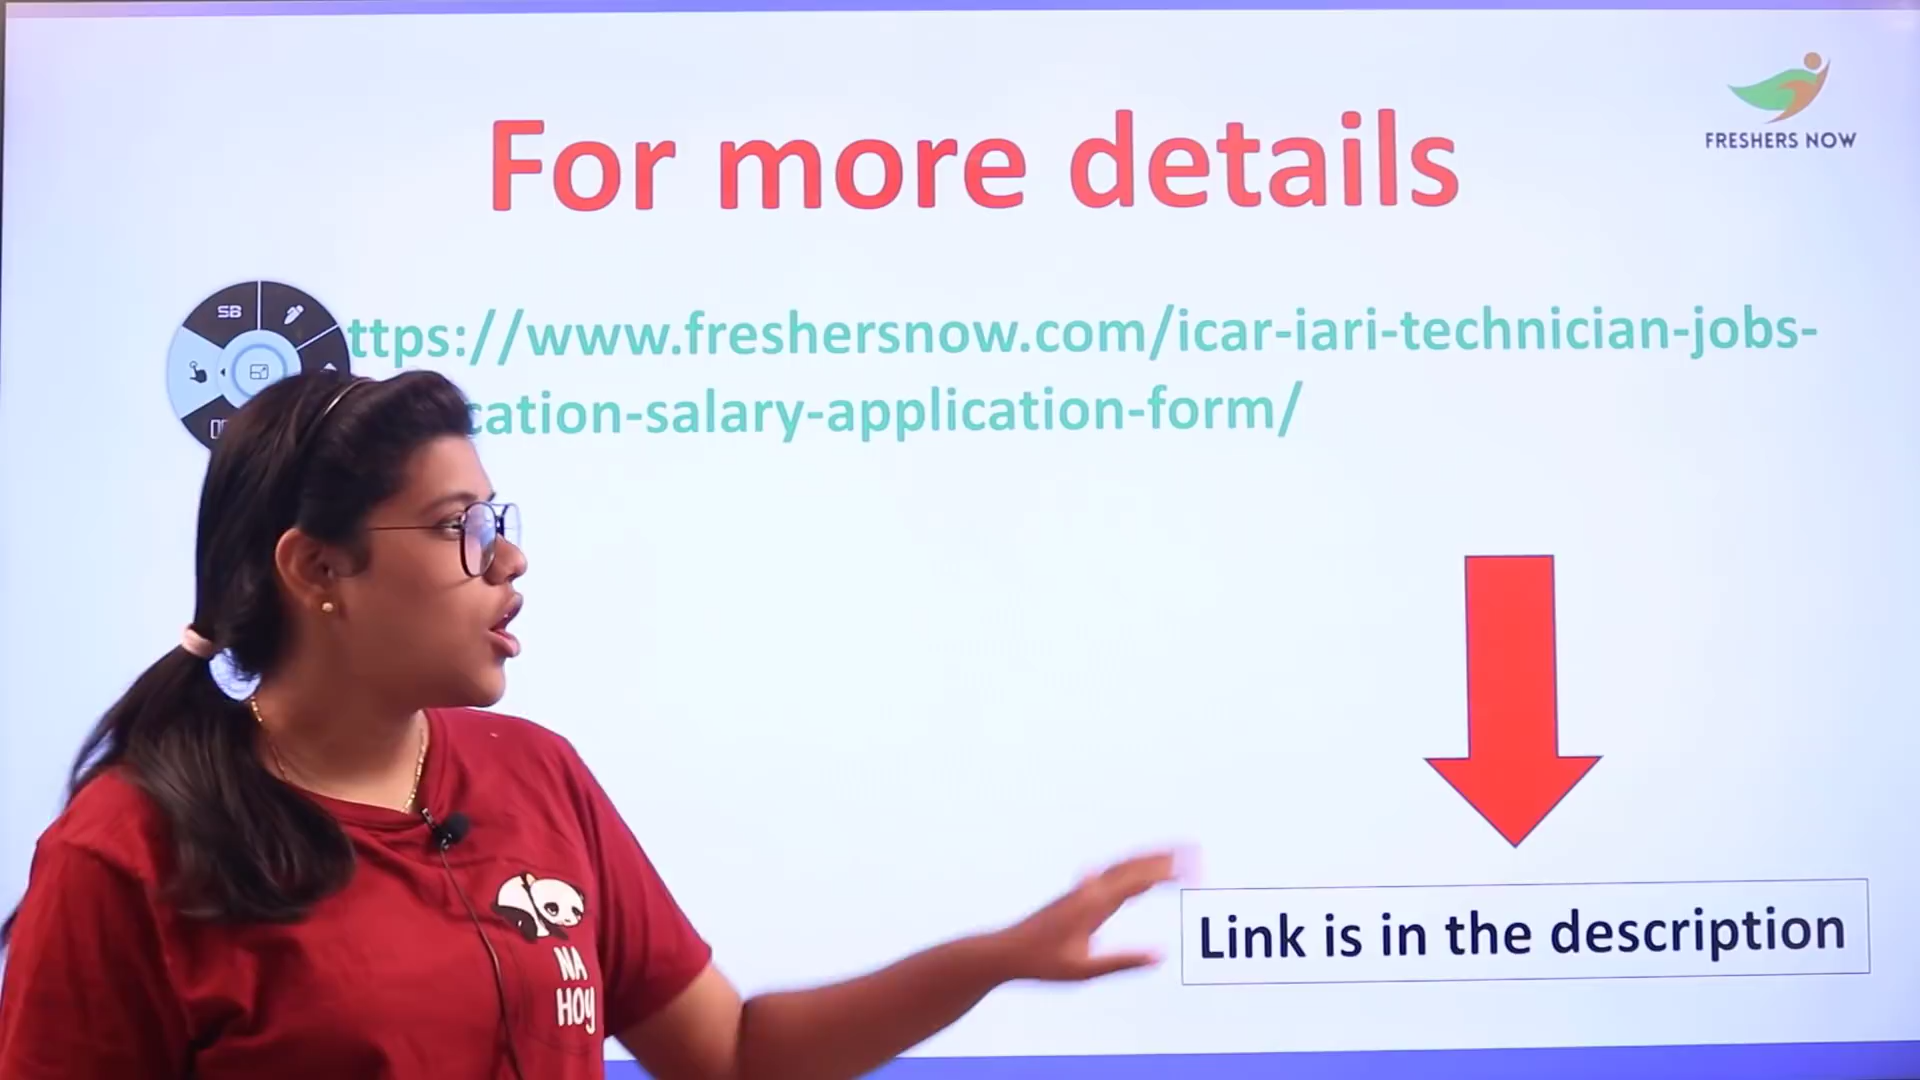 For more details
FRESHERS NOW
SB
ttps://www.freshersnow.com/icar-iari-technician-jobs-
cation-salary-application-form/
Link is in the description
NA
HOY